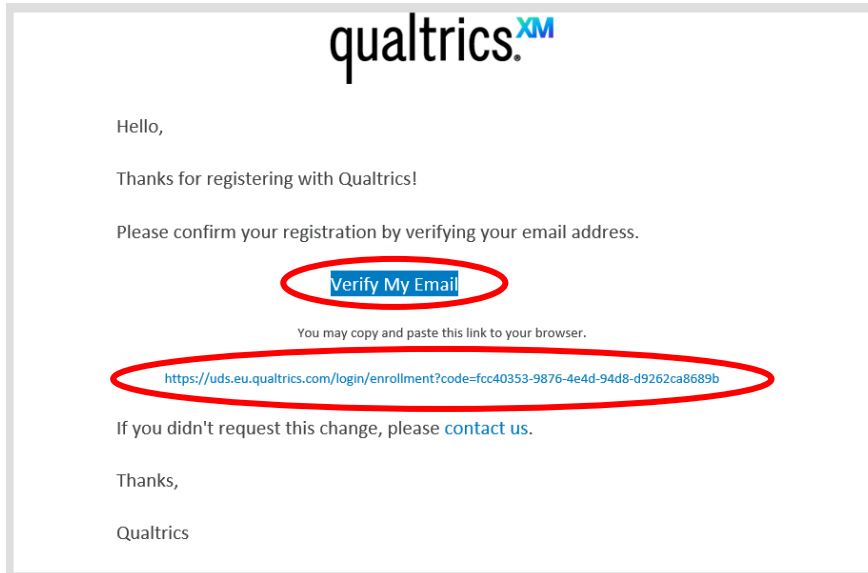 qualtrics.XM
Hello,
Thanks for registering with Qualtrics!
Please confirm your registration by verifying your email address.
Verify My Email
You may copy and paste this link to your browser.
https://uds.eu.qualtrics.com/login/enrollment?code=fcc40353-9876-4e4d-94d8-d9262ca8689b
If you didn't request this change, please contact us.
Thanks,
Qualtrics